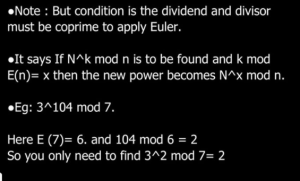 ●Note : But condition is the dividend and divisor
must be coprime to apply Euler.
●It says If N^k mod n is to be found and k mod
E(n)= x then the new power becomes N^x mod n.
●Eg: 3^104 mod 7.
Here E (7)= 6. and 104 mod 6 = 2
So you only need to find 3^2 mod 7= 2